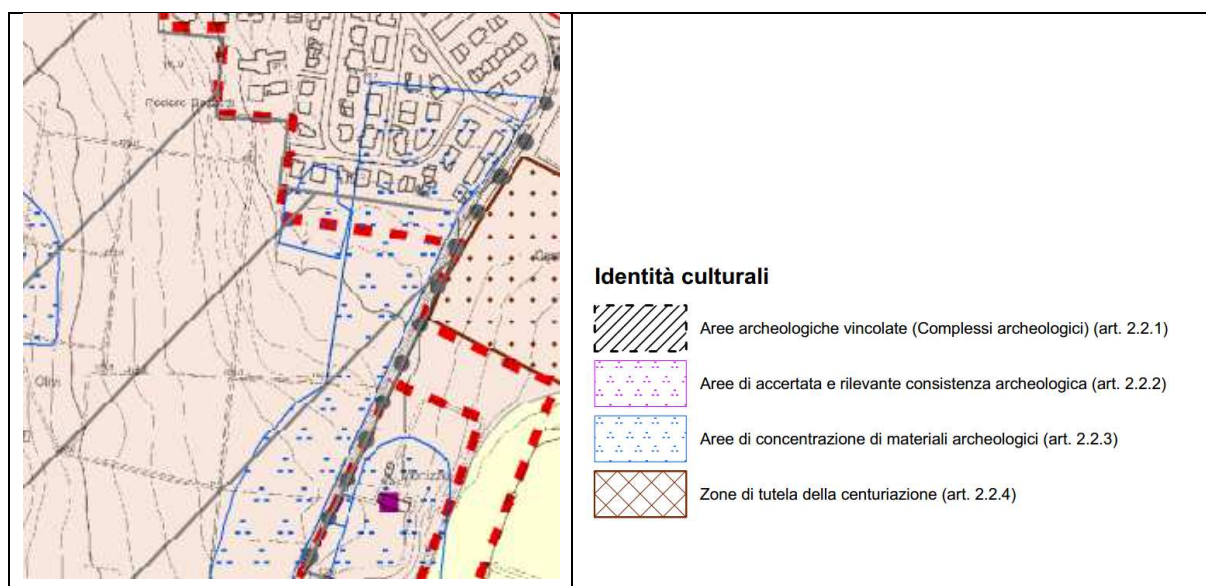 Identità culturali
Aree archeologiche vincolate (Complessi archeologici) (art. 2.2.1)
Aree di accertata e rilevante consistenza archeologica (art. 2.2.2)
Aree di concentrazione di materiali archeologici (art. 2.2.3)
Zone di tutela della centuriazione (art. 2.2.4)